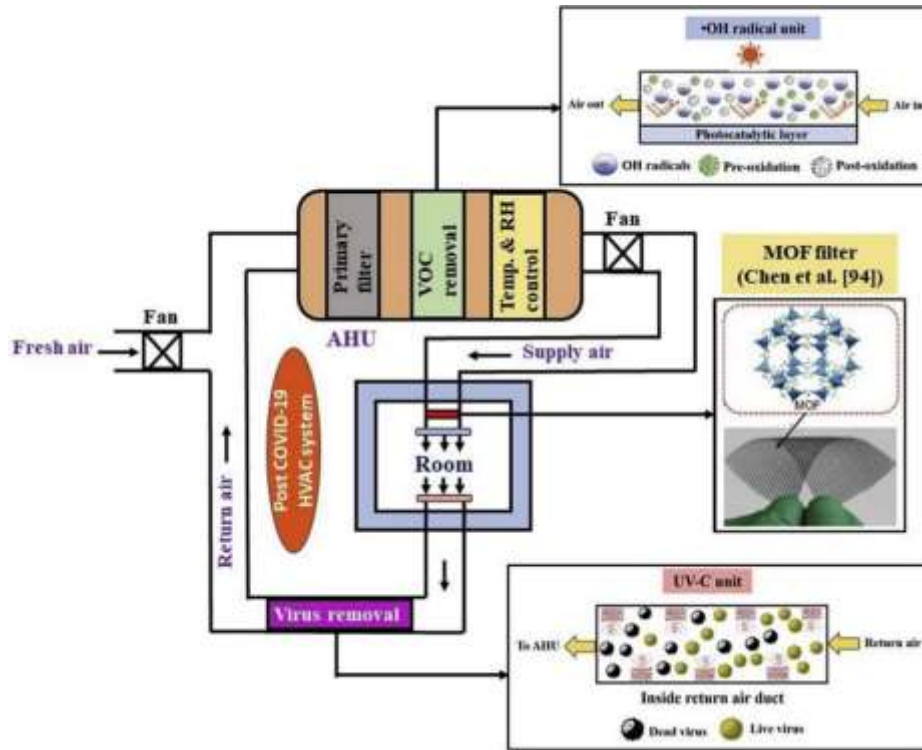 •OH radical unit
Air out
Air in
Photocatalytic layer
OH radicals
Pre-oxidation
Post-oxidation
Primary
filter
VOC
removal
Temp. & RH
control
Fan
AHU
Fan
Fresh air
Supply air
MOF filter
(Chen et al. [94])
MOF
Post COVID-19
HVAC system
Return air
Room
Virus removal
UV-C unit
To AHU
Return air
Inside return air duct
Dead virus
Live virus